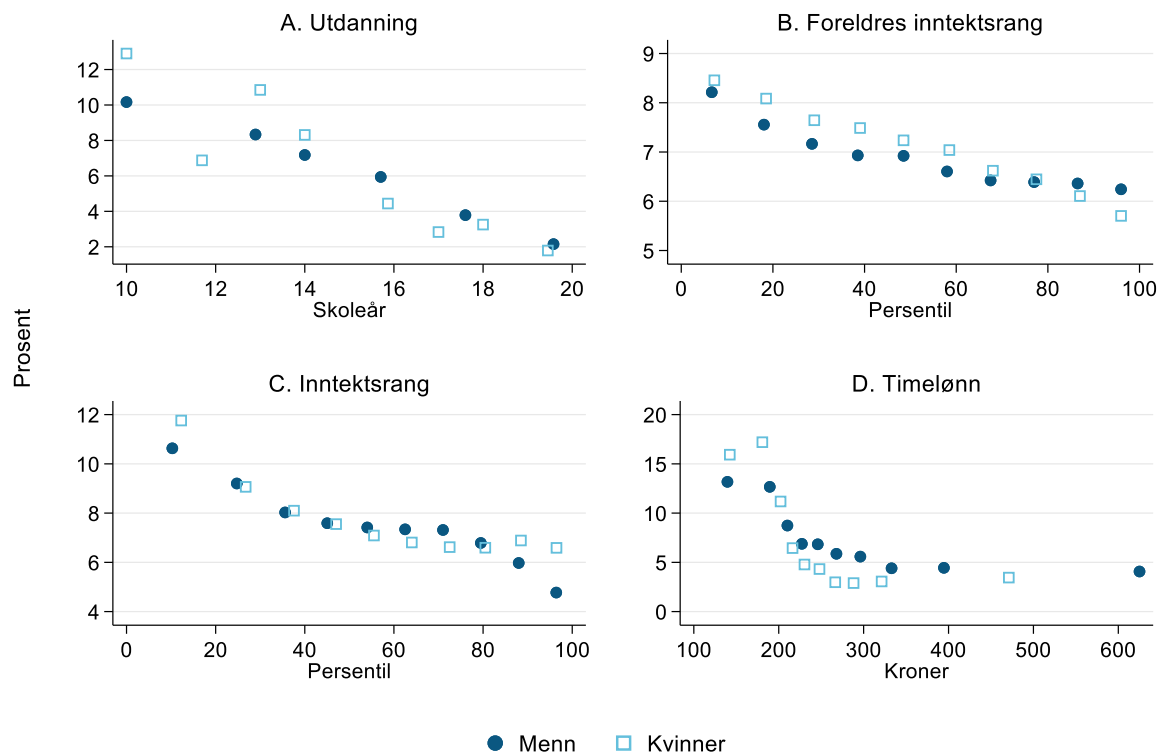 A. Utdanning
12
10
8
6
4
2
10 12 14 16 18 20
Skoleår
B. Foreldres inntektsrang
9
8
7
6
5
0 20 40 60 80 100
Persentil
Prosent
C. Inntektsrang
12
10
8
6
4
0 20 40 60 80 100
Persentil
D. Timelønn
20
15
10
5
0
100 200 300 400 500 600
Kroner
Menn Kvinner